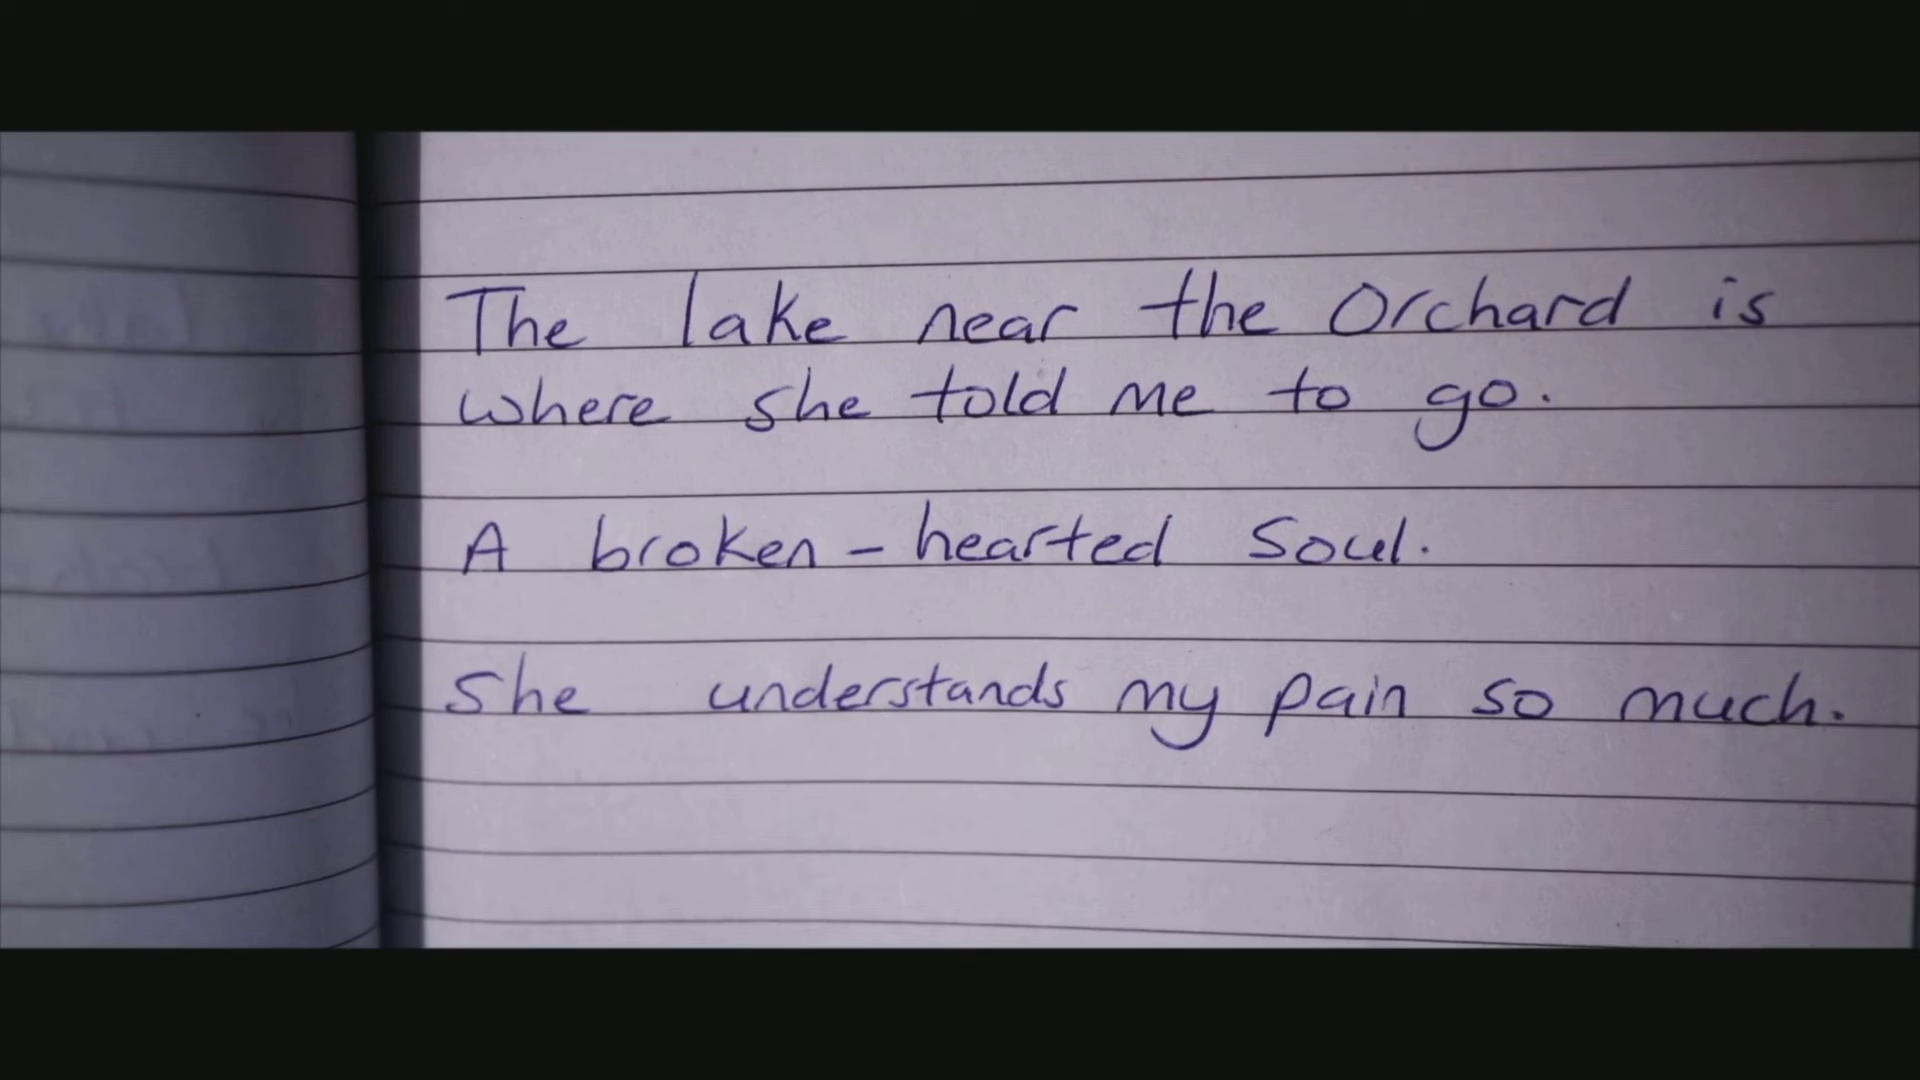 The lake near the Orchard is
where she told me to go.
A broken-hearted soul.
She understands my pain so much.